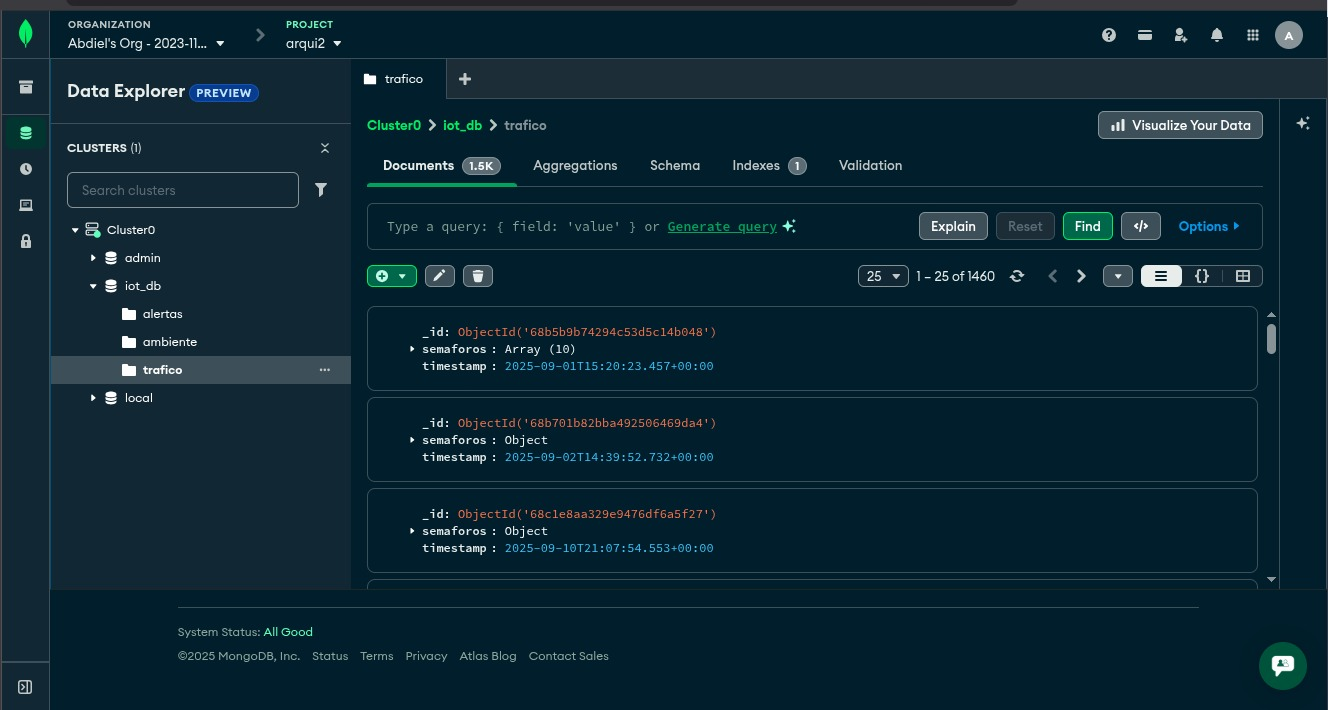 ORGANIZATION
Abdiel's Org - 2023-11...
PROJECT
arqui2
A
Data Explorer PREVIEW
CLUSTERS (1)
Search clusters
Cluster0
admin
iot_db
alertas
ambiente
trafico
local
trafico
Cluster0 > iot_db > trafico
Visualize Your Data
Documents 1.5K Aggregations Schema Indexes 1 Validation
Type a query: { field: 'value' } or Generate query
Explain Reset Find </> Options
25 1 – 25 of 1460 {}
_id: ObjectId('68b5b9b74294c53d5c14b048')
semaforos : Array (10)
timestamp : 2025-09-01T15:20:23.457+00:00
_id: ObjectId('68b701b82bba492506469da4')
semaforos : Object
timestamp : 2025-09-02T14:39:52.732+00:00
_id: ObjectId('68c1e8aa329e9476df6a5f27')
semaforos : Object
timestamp : 2025-09-10T21:07:54.553+00:00
System Status: All Good
©2025 MongoDB, Inc. Status Terms Privacy Atlas Blog Contact Sales